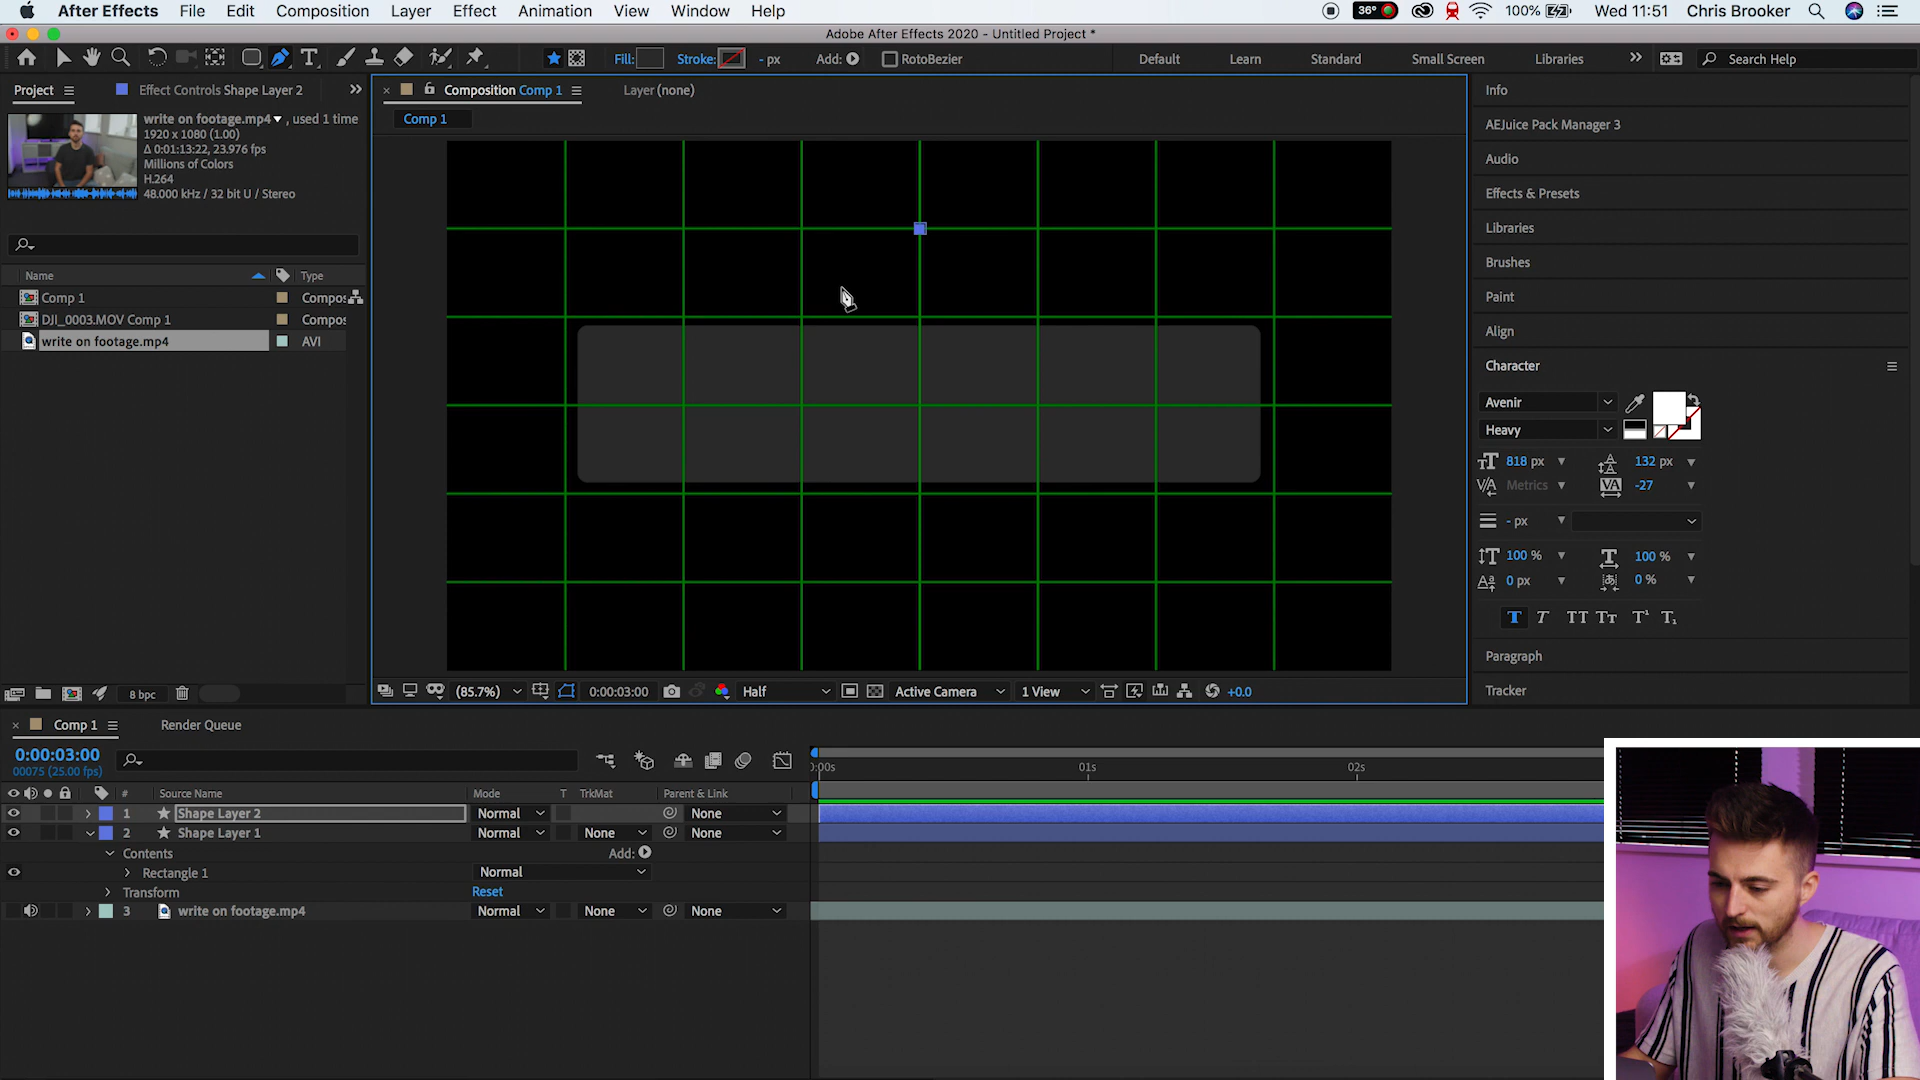 After Effects File Edit Composition Layer Effect Animation View Window Help 36° 100% Wed 11:51 Chris Brooker
Adobe After Effects 2020 - Untitled Project *
Fill: Stroke: - px Add: RotoBezier Default Learn Standard Small Screen Libraries Search Help
Project Effect Controls Shape Layer 2
Composition Comp 1 Layer (none)
Comp 1
write on footage.mp4 , used 1 time
1920 x 1080 (1.00)
Δ 0:01:13:22, 23.976 fps
Millions of Colors
H.264
48.000 kHz / 32 bit U / Stereo
Name Type
Comp 1 Compos
DJI_0003.MOV Comp 1 Compos
write on footage.mp4 AVI
Info
AEJuice Pack Manager 3
Audio
Effects & Presets
Libraries
Brushes
Paint
Align
Character
Avenir
Heavy
818 px 132 px
Metrics -27
- px
100 % 100 %
0 px 0 %
T T TT Tт T¹ T₁
Paragraph
Tracker
8 bpc
(85.7%) 0:00:03:00 Half Active Camera 1 View +0.0
Comp 1 Render Queue
0:00:03:00
00075 (25.00 fps)
0:00s 01s 02s
# Source Name Mode T TrkMat Parent & Link
1 Shape Layer 2 Normal None
2 Shape Layer 1 Normal None None
Contents Add:
Rectangle 1 Normal
Transform Reset
3 write on footage.mp4 Normal None None